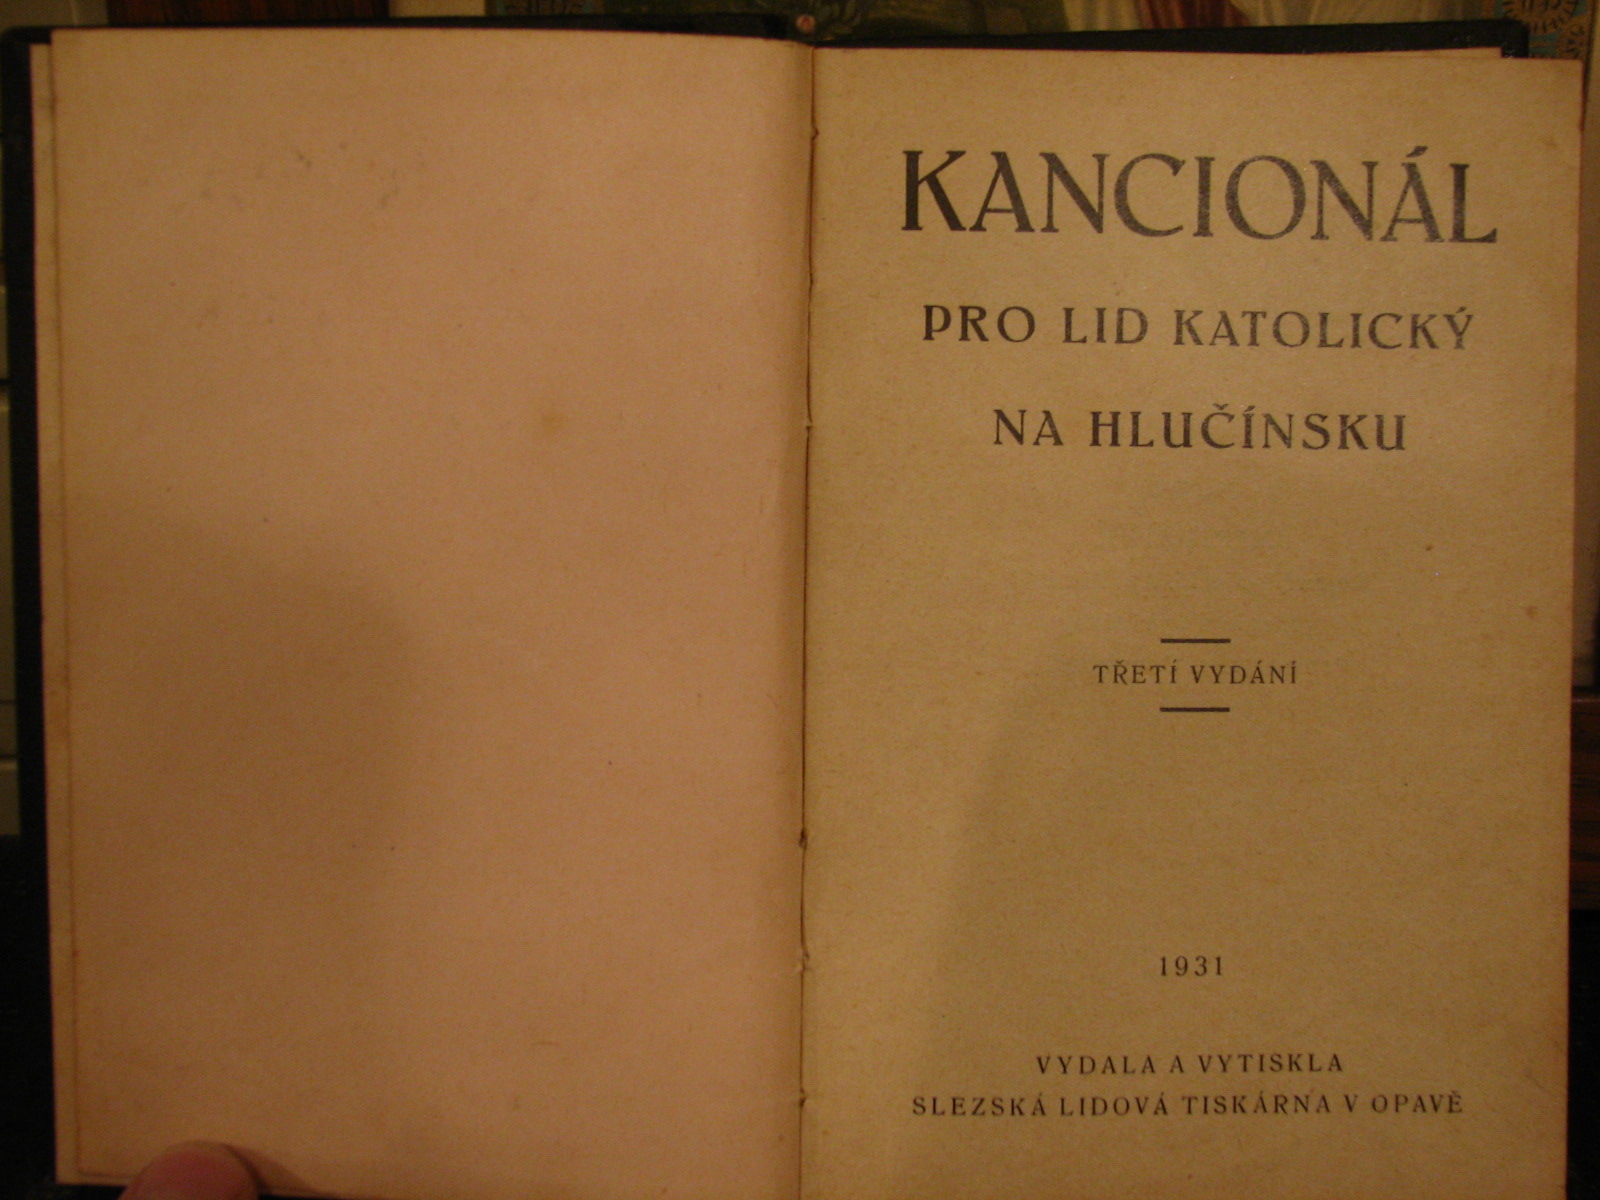 KANCIONÁL
PRO LID KATOLICKÝ
NA HLUČÍNSKU
TŘETÍ VYDÁNÍ
1931
VYDALA A VYTISKLA
SLEZSKÁ LIDOVÁ TISKÁRNA V OPAVĚ